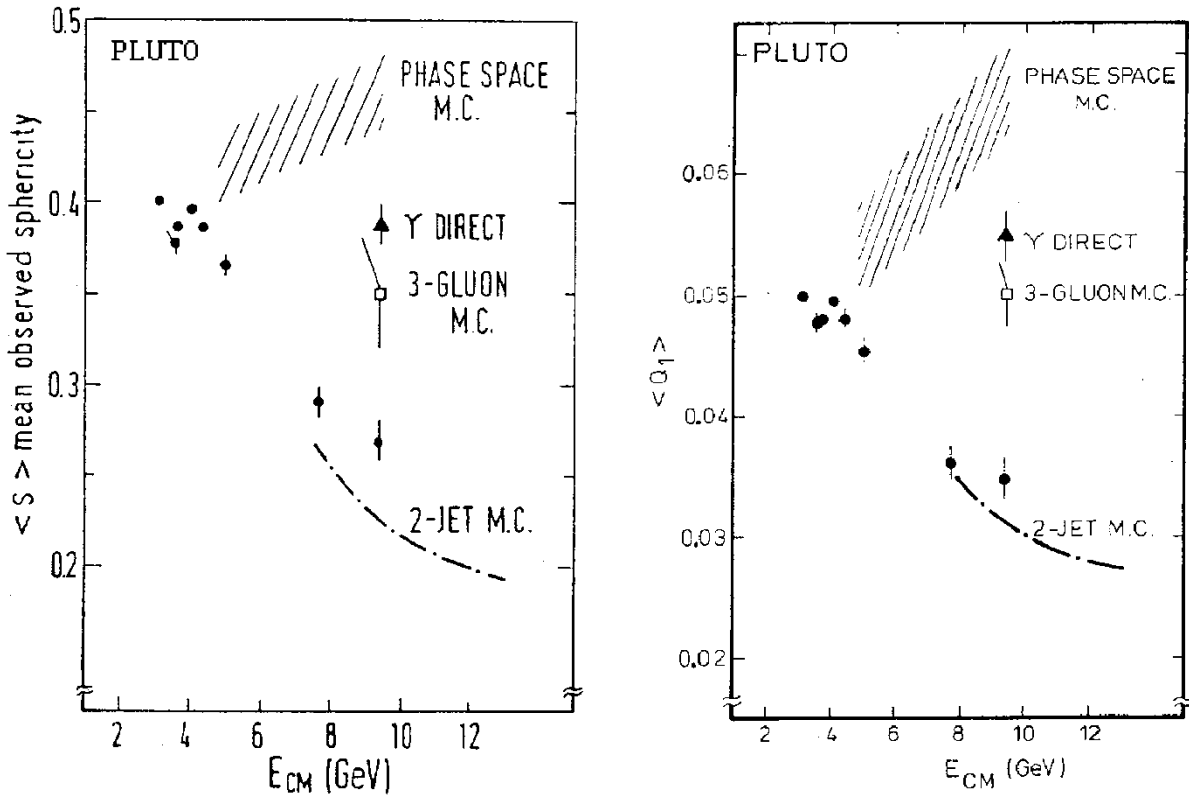 0.5
PLUTO
PHASE SPACE
M.C.
0.4
ϒ DIRECT
3-GLUON
M.C.
0.3
2-JET M.C.
0.2
< S > mean observed sphericity
2 4 6 8 10 12
E_CM (GeV)
PLUTO
PHASE SPACE
M.C.
0.06
ϒ DIRECT
0.05
3-GLUON M.C.
0.04
2-JET M.C.
0.03
0.02
< Q_1 >
2 4 6 8 10 12
E_CM (GeV)